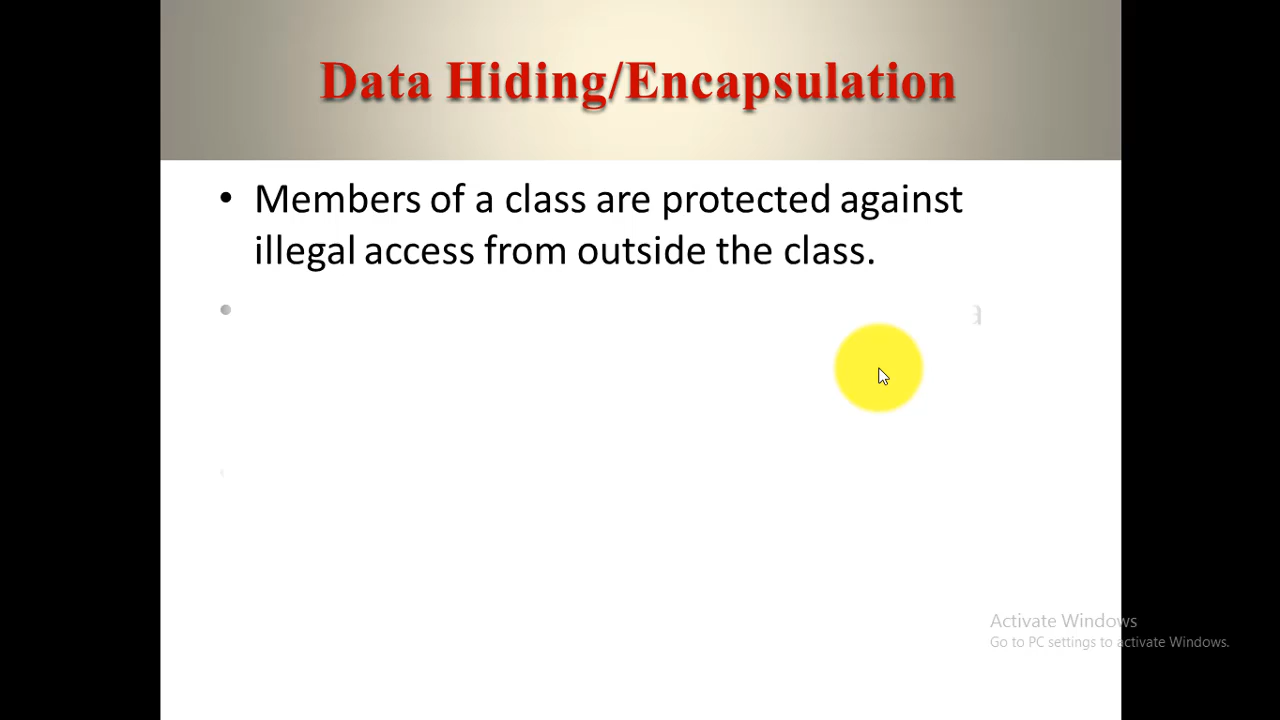 Data Hiding/Encapsulation
• Members of a class are protected against
illegal access from outside the class.
•
Activate Windows
Go to PC settings to activate Windows.